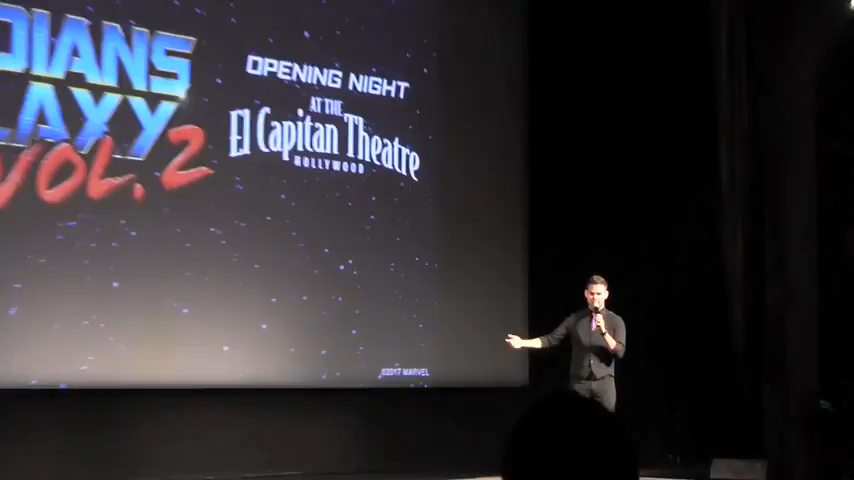 DIANS
LAXY
VOL. 2
OPENING NIGHT
AT THE
El Capitan Theatre
HOLLYWOOD
©2017 MARVEL